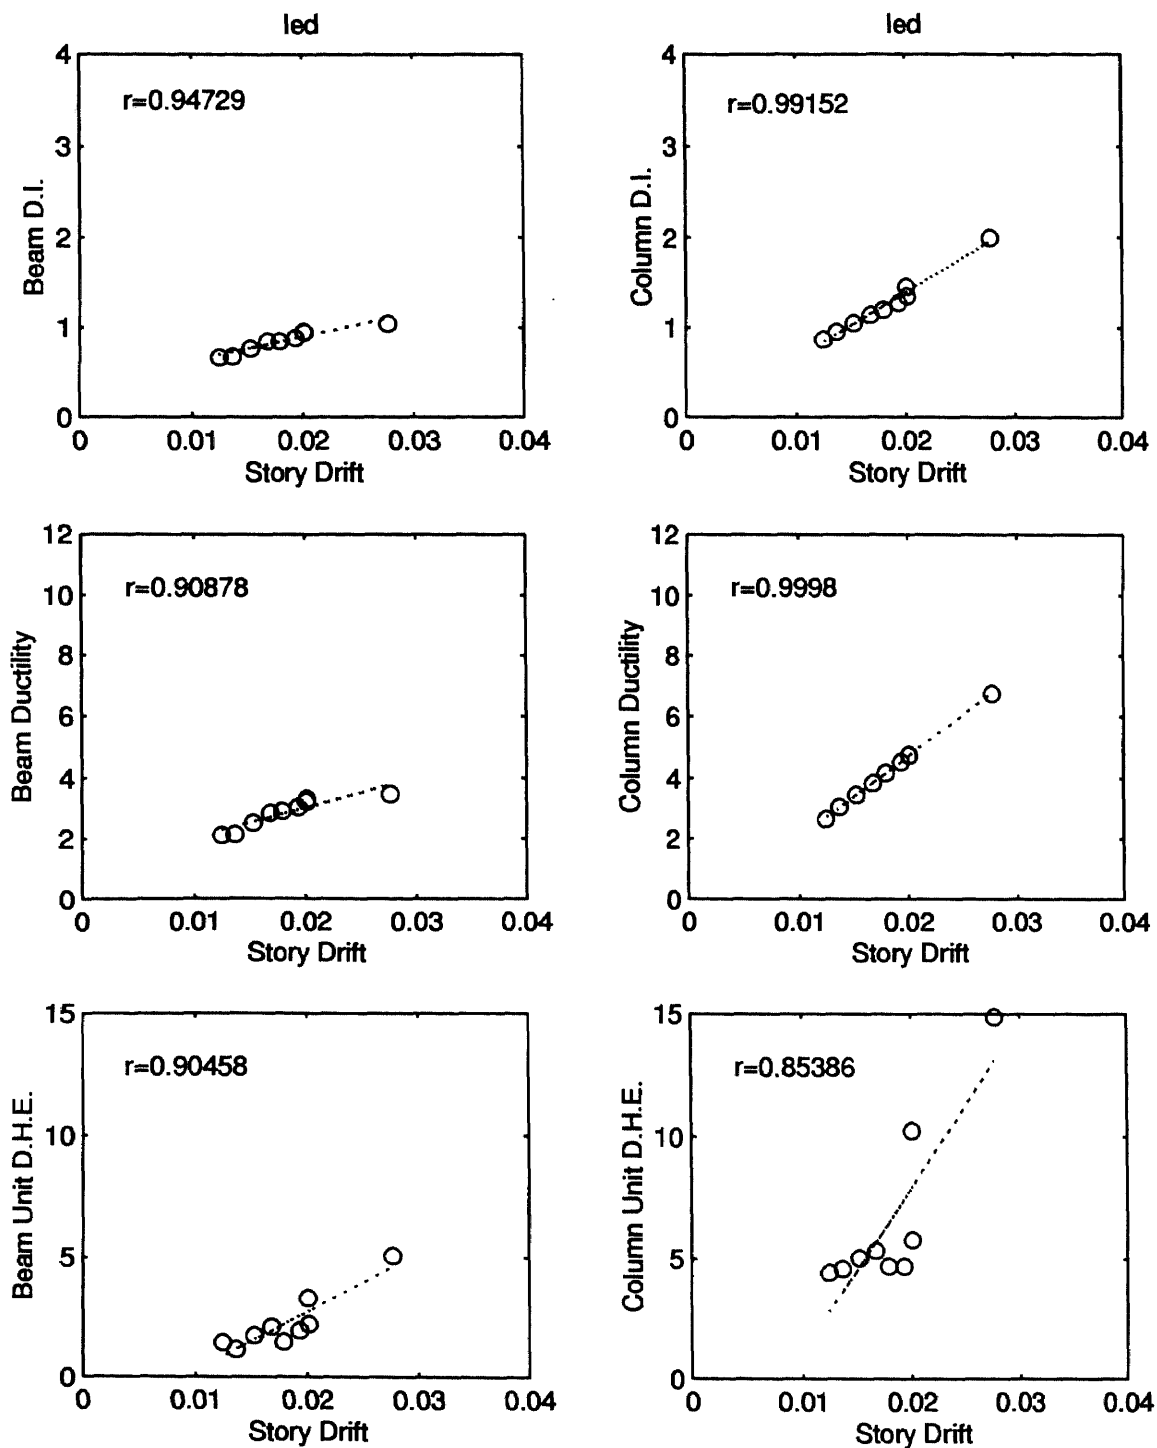 led
4
3
2
1
0
r=0.94729
Beam D.I.
0 0.01 0.02 0.03 0.04
Story Drift
led
4
3
2
1
0
r=0.99152
Column D.I.
0 0.01 0.02 0.03 0.04
Story Drift
12
10
8
6
4
2
0
r=0.90878
Beam Ductility
0 0.01 0.02 0.03 0.04
Story Drift
12
10
8
6
4
2
0
r=0.9998
Column Ductility
0 0.01 0.02 0.03 0.04
Story Drift
15
10
5
0
r=0.90458
Beam Unit D.H.E.
0 0.01 0.02 0.03 0.04
Story Drift
15
10
5
0
r=0.85386
Column Unit D.H.E.
0 0.01 0.02 0.03 0.04
Story Drift